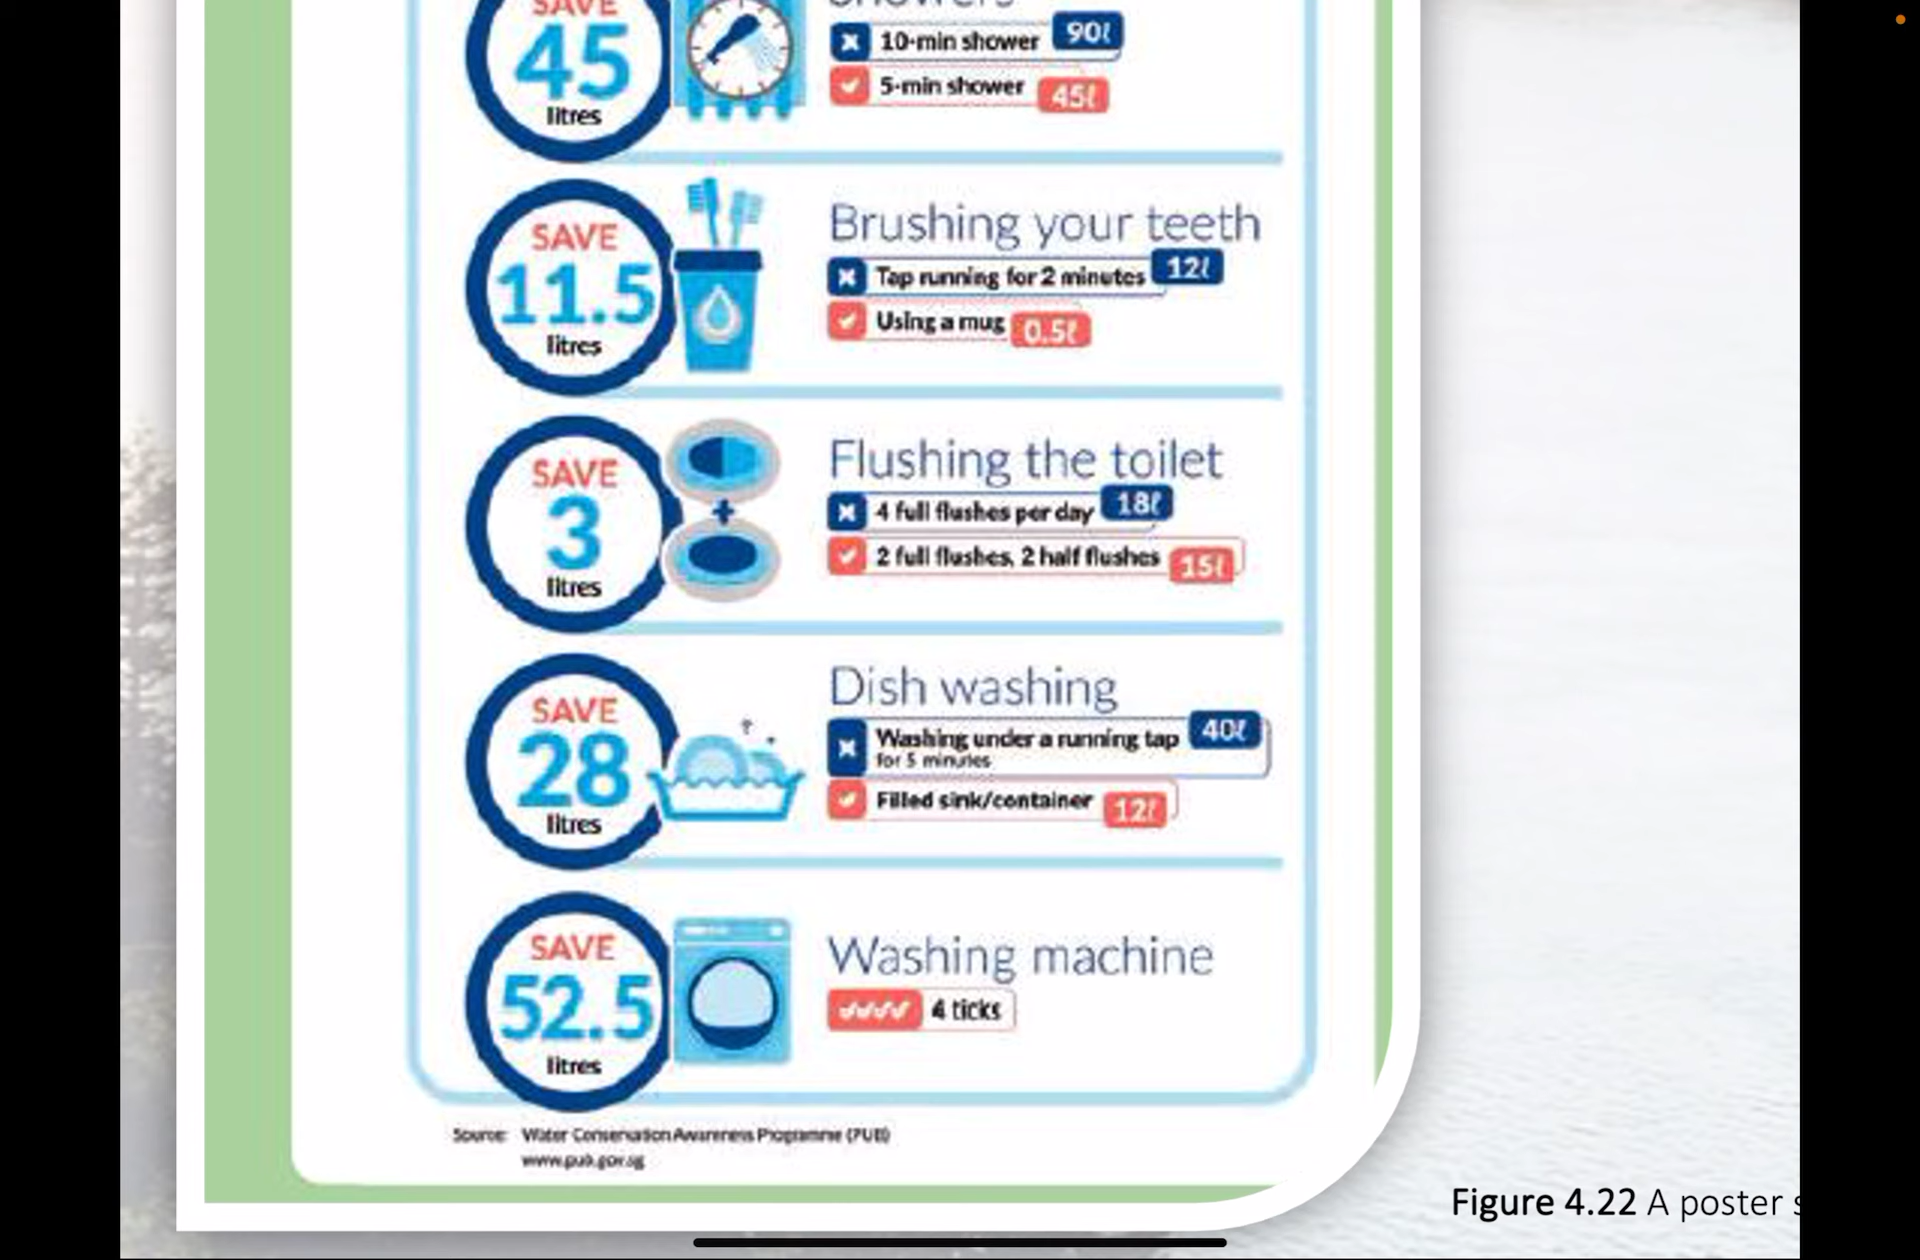 SAVE
45
litres
Showers
10-min shower 90ℓ
5-min shower 45ℓ
SAVE
11.5
litres
Brushing your teeth
Tap running for 2 minutes 12ℓ
Using a mug 0.5ℓ
SAVE
3
litres
Flushing the toilet
4 full flushes per day 18ℓ
2 full flushes, 2 half flushes 15ℓ
SAVE
28
litres
Dish washing
Washing under a running tap 40ℓ
for 5 minutes
Filled sink/container 12ℓ
SAVE
52.5
litres
Washing machine
4 ticks
Source: Water Conservation Awareness Programme (PUB)
www.pub.gov.sg
Figure 4.22 A poster